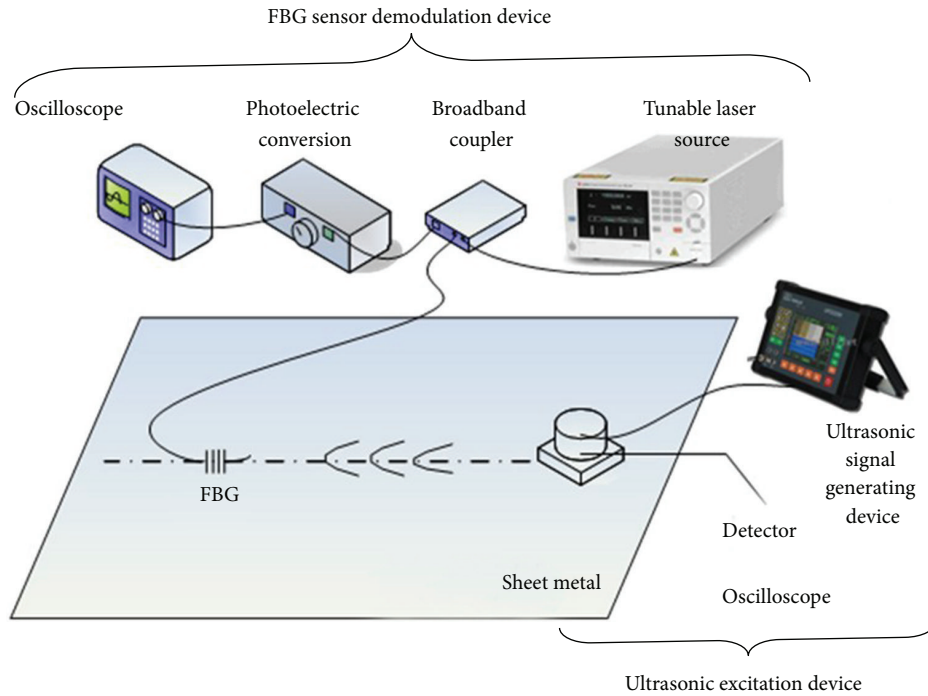 FBG sensor demodulation device
Oscilloscope
Photoelectric
conversion
Broadband
coupler
Tunable laser
source
FBG
Ultrasonic
signal
generating
device
Detector
Sheet metal
Oscilloscope
Ultrasonic excitation device